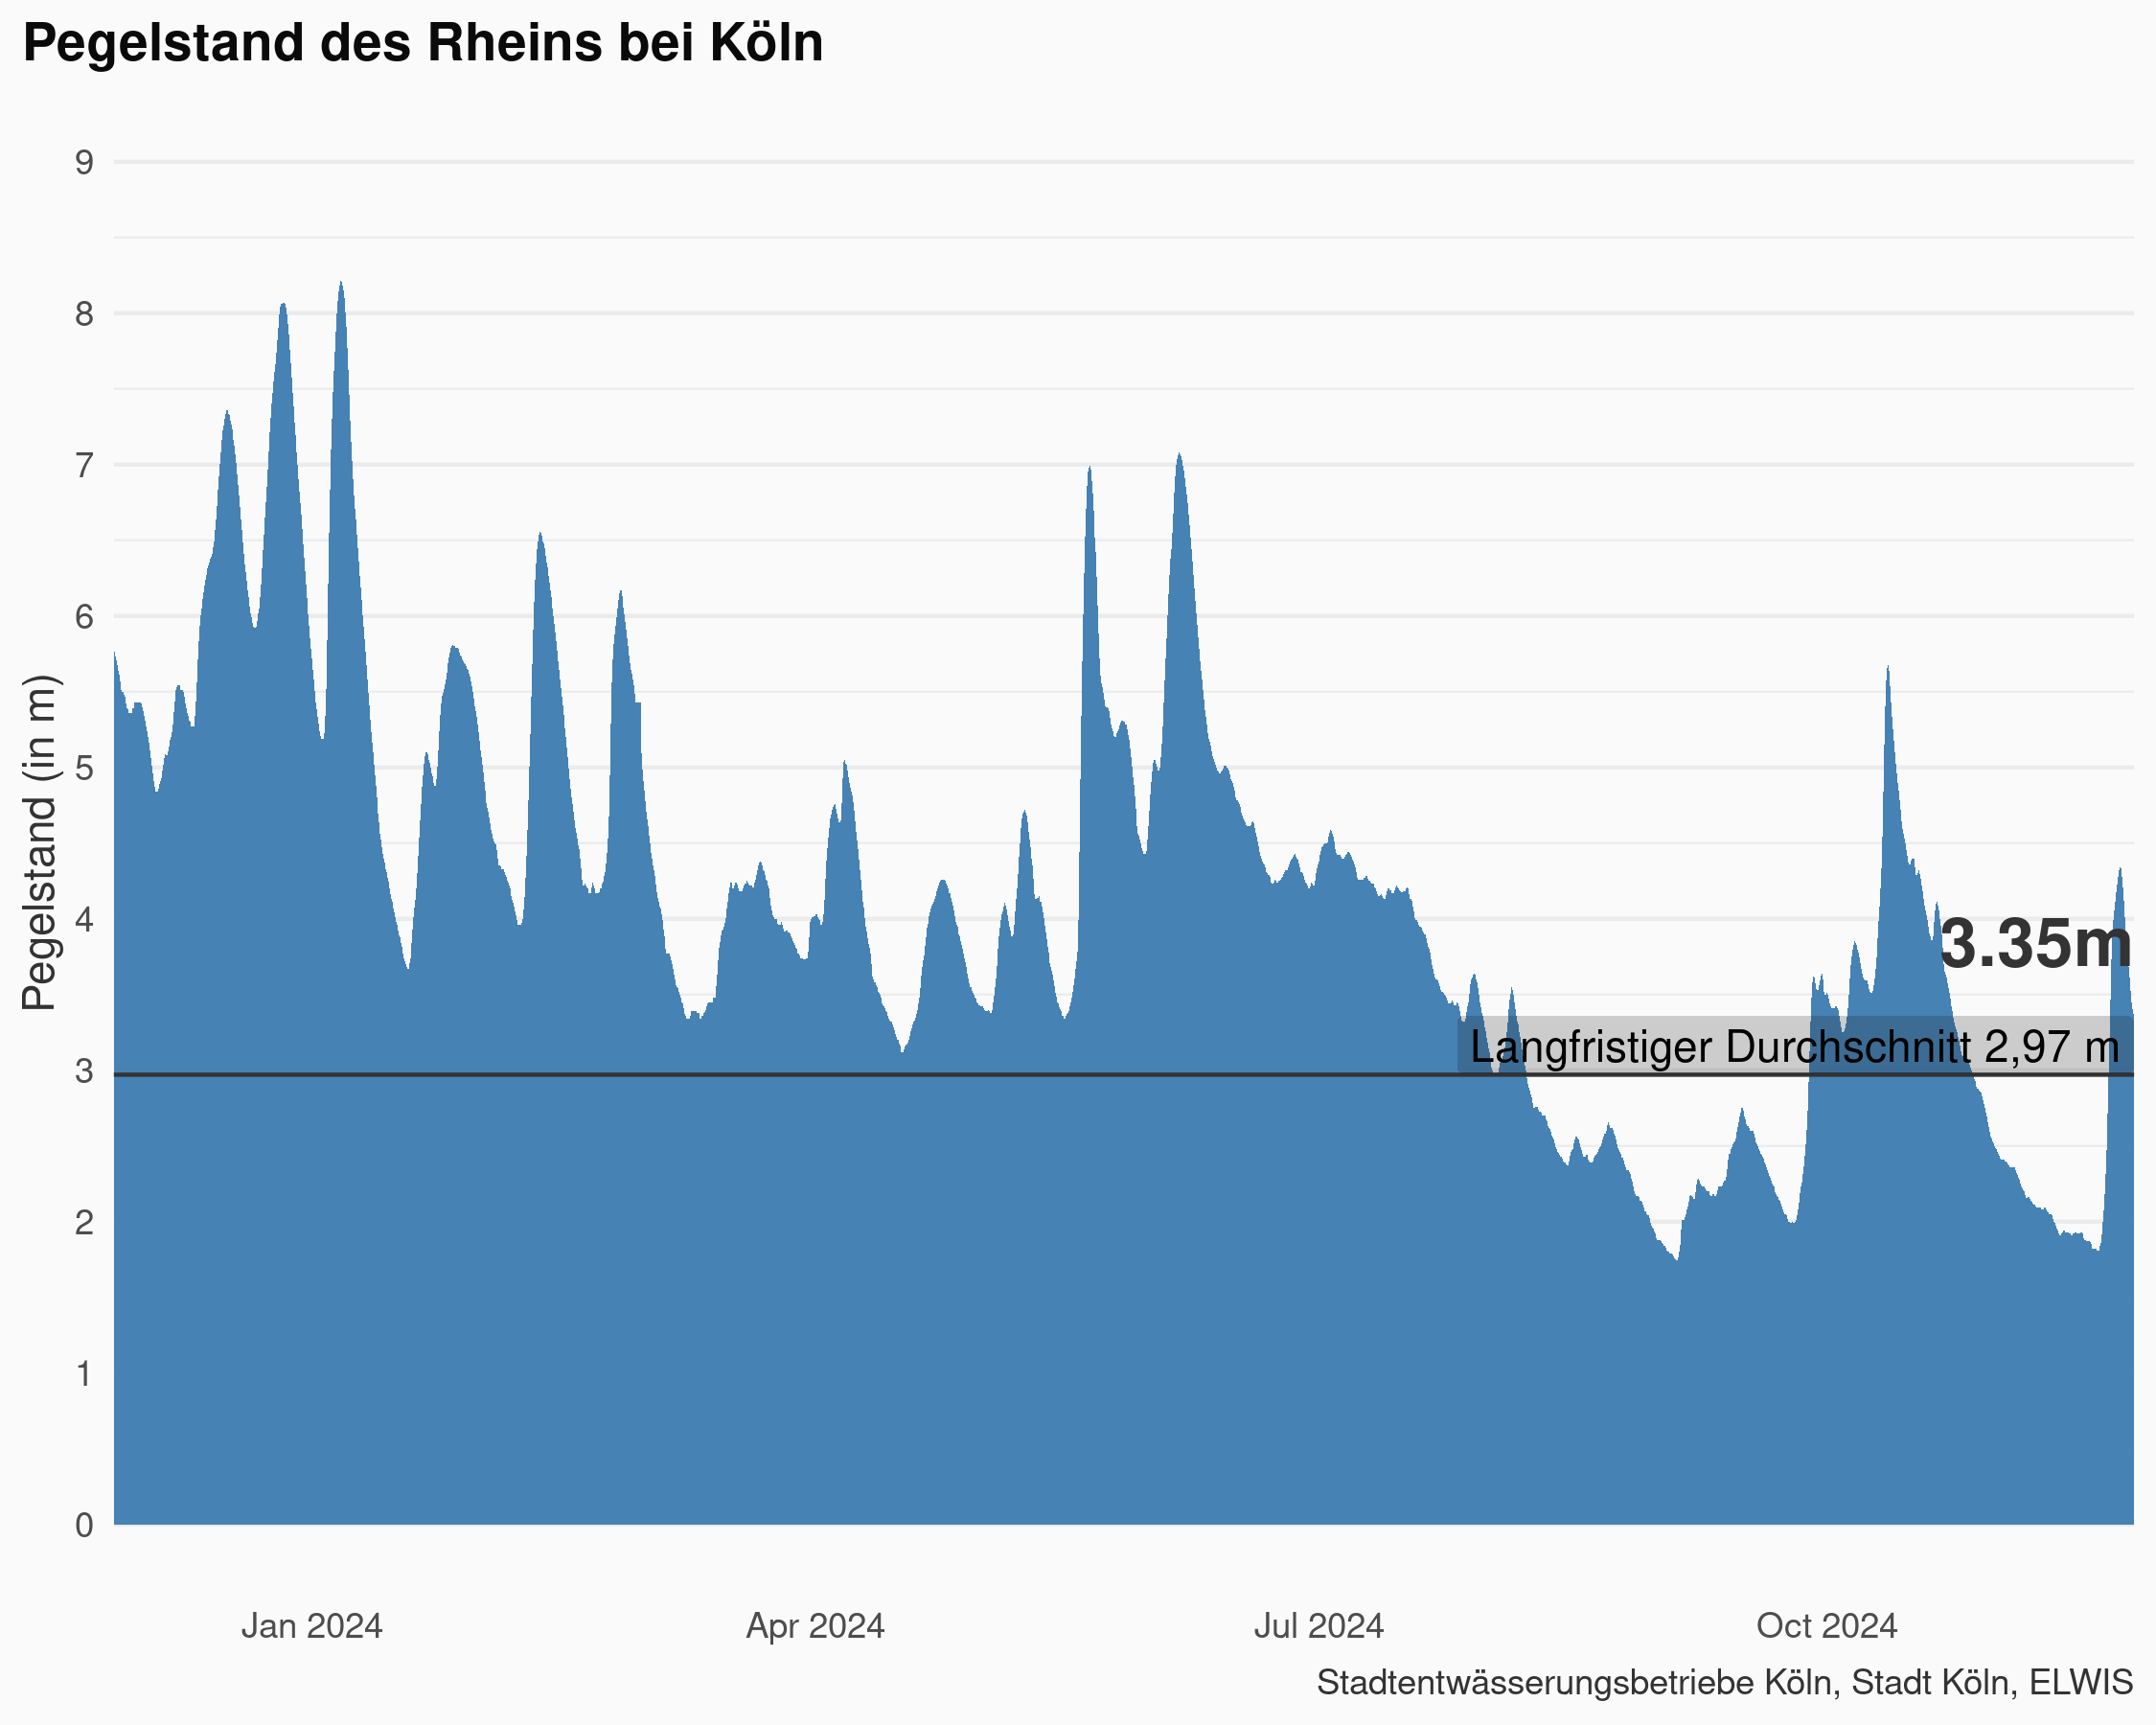 Pegelstand des Rheins bei Köln
Pegelstand (in m)
9
8
7
6
5
4
3
2
1
0
3.35m
Langfristiger Durchschnitt 2,97 m
Jan 2024
Apr 2024
Jul 2024
Oct 2024
Stadtentwässerungsbetriebe Köln, Stadt Köln, ELWIS